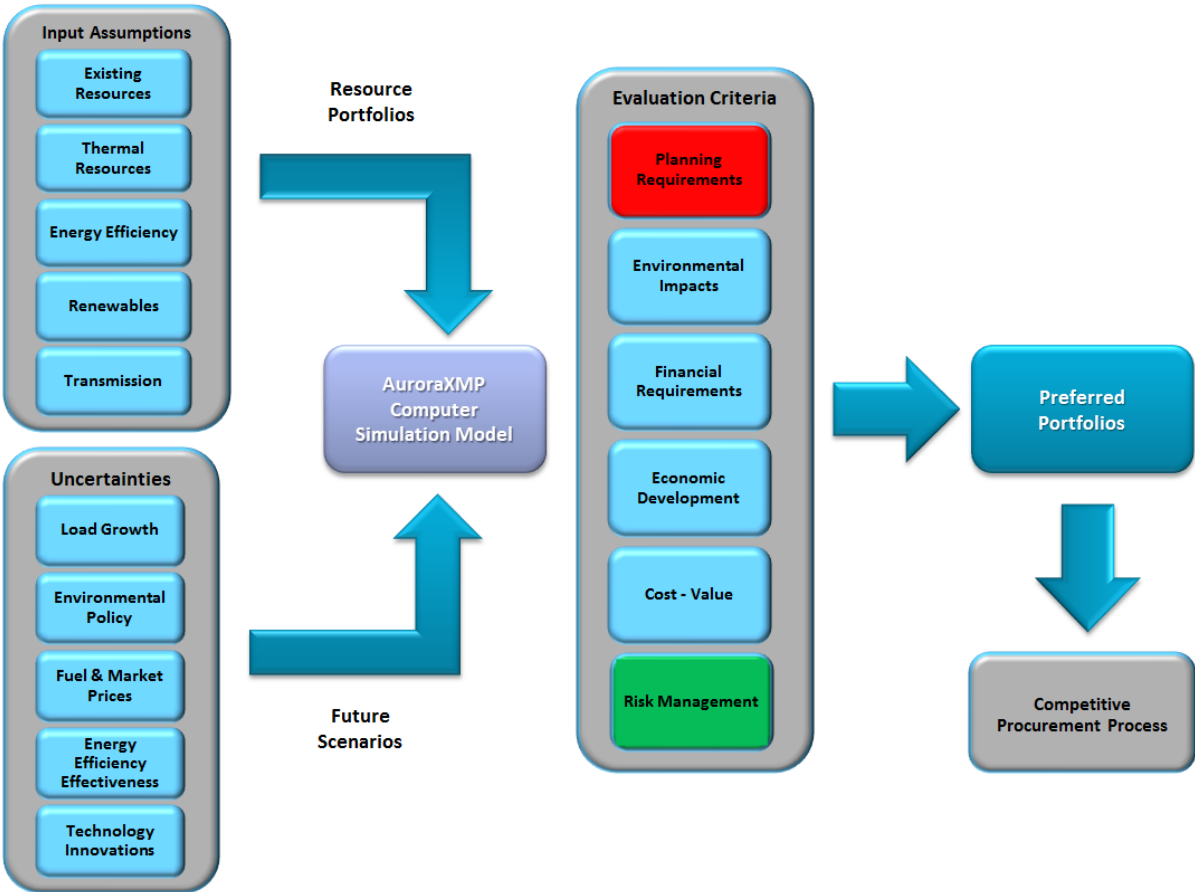 Input Assumptions
Existing
Resources
Thermal
Resources
Energy Efficiency
Renewables
Transmission
Uncertainties
Load Growth
Environmental
Policy
Fuel & Market
Prices
Energy
Efficiency
Effectiveness
Technology
Innovations
Resource
Portfolios
AuroraXMP
Computer
Simulation Model
Future
Scenarios
Evaluation Criteria
Planning
Requirements
Environmental
Impacts
Financial
Requirements
Economic
Development
Cost - Value
Risk Management
Preferred
Portfolios
Competitive
Procurement Process